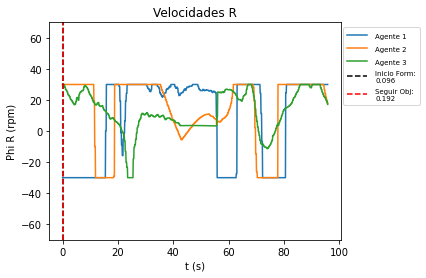 Velocidades R
Phi R (rpm)
60
40
20
0
−20
−40
−60
0
20
40
60
80
100
t (s)
Agente 1
Agente 2
Agente 3
Inicio Form:
0.096
Seguir Obj:
0.192